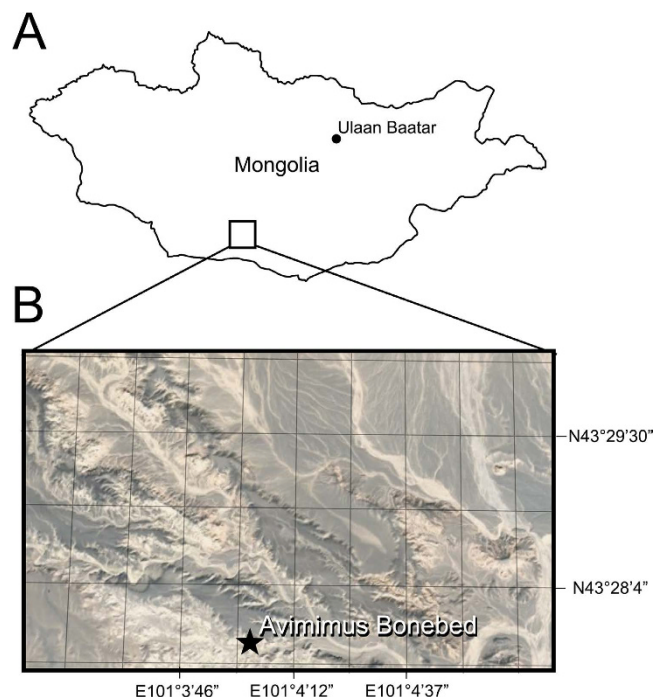 A
Ulaan Baatar
Mongolia
B
N43°29'30"
N43°28'4"
Avimimus Bonebed
E101°3'46" E101°4'12" E101°4'37"